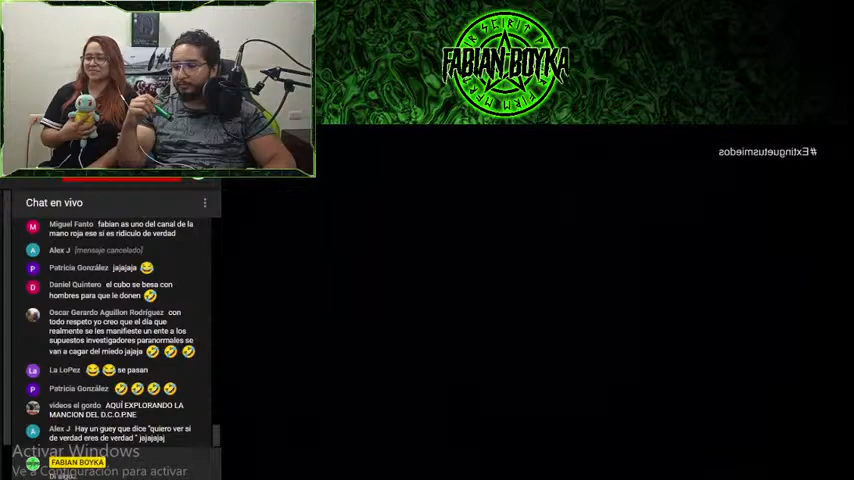 FABIAN BOYKA
#Extinguetusmiedos
Chat en vivo
Miguel Fanto fabian as uno del canal de la
mano roja ese si es ridiculo de verdad
Alex J [mensaje cancelado]
Patricia González jajajaja 😂
Daniel Quintero el cubo se besa con
hombres para que le donen 🤣
Oscar Gerardo Aguillon Rodríguez con
todo respeto yo creo que el día que
realmente se les manifieste un ente a los
supuestos investigadores paranormales se
van a cagar del miedo jajaja 🤣 🤣 🤣
La LoPez 😂😂 se pasan
Patricia González 🤣🤣🤣🤣
videos el gordo AQUÍ EXPLORANDO LA
MANCION DEL D.C.O.P.NE
Alex J Hay un guey que dice "quiero ver si
de verdad eres de verdad " jajajajaj
Activar Windows
FABIAN BOYKA
Ve a Configuración para activar
Di algo...